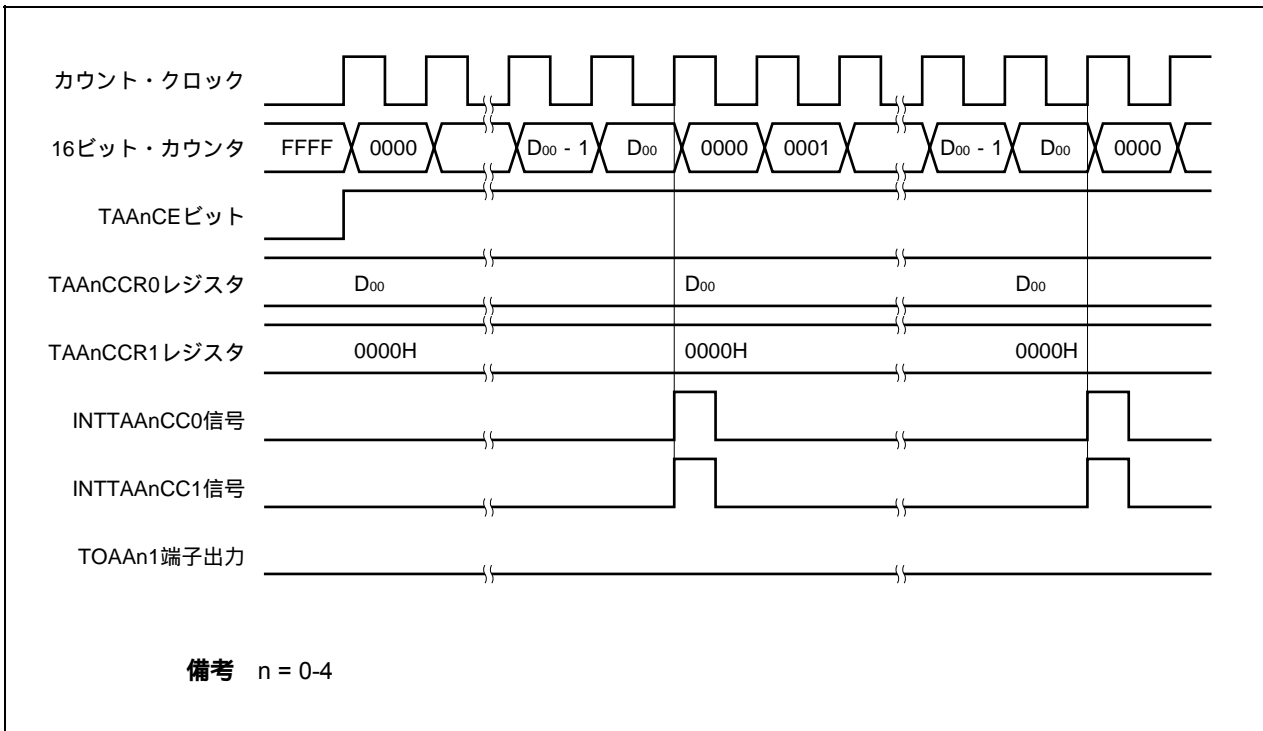 カウント・クロック
16ビット・カウンタ FFFF 0000 D00 - 1 D00 0000 0001 D00 - 1 D00 0000
TAAnCEビット
TAAnCCR0レジスタ D00 D00 D00
TAAnCCR1レジスタ 0000H 0000H 0000H
INTTAAnCC0信号
INTTAAnCC1信号
TOAAn1端子出力
備考 n = 0-4